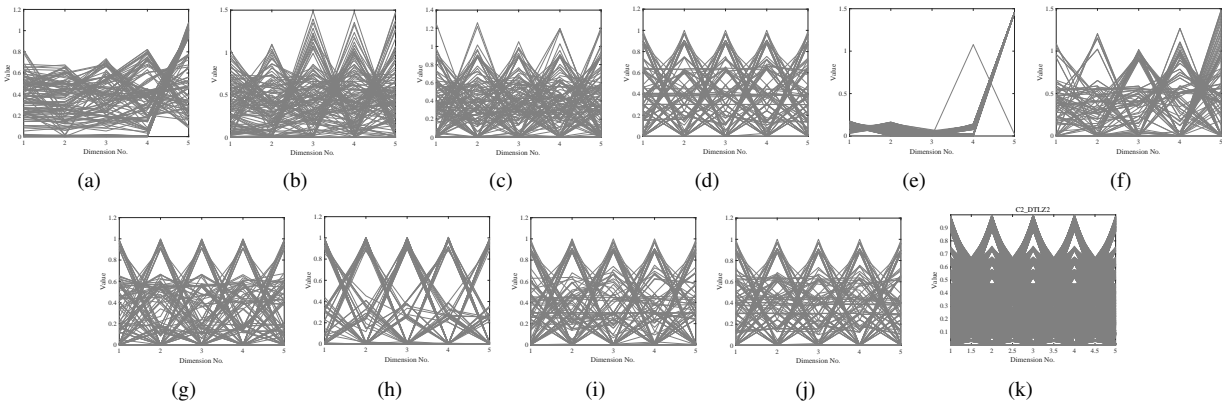 1.2
1
0.8
0.6
0.4
0.2
0
Value
1 2 3 4 5
Dimension No.
(a)
1.5
1
0.5
0
Value
1 2 3 4 5
Dimension No.
(b)
1.4
1.2
1
0.8
0.6
0.4
0.2
0
Value
1 2 3 4 5
Dimension No.
(c)
1.2
1
0.8
0.6
0.4
0.2
0
Value
1 2 3 4 5
Dimension No.
(d)
1.5
1
0.5
0
Value
1 2 3 4 5
Dimension No.
(e)
1.5
1
0.5
0
Value
1 2 3 4 5
Dimension No.
(f)
1.2
1
0.8
0.6
0.4
0.2
0
Value
1 2 3 4 5
Dimension No.
(g)
1.2
1
0.8
0.6
0.4
0.2
0
Value
1 2 3 4 5
Dimension No.
(h)
1.2
1
0.8
0.6
0.4
0.2
0
Value
1 2 3 4 5
Dimension No.
(i)
1.2
1
0.8
0.6
0.4
0.2
0
Value
1 2 3 4 5
Dimension No.
(j)
C2_DTLZ2
0.9
0.8
0.7
0.6
0.5
0.4
0.3
0.2
0.1
Value
1 1.5 2 2.5 3 3.5 4 4.5 5
Dimension No.
(k)